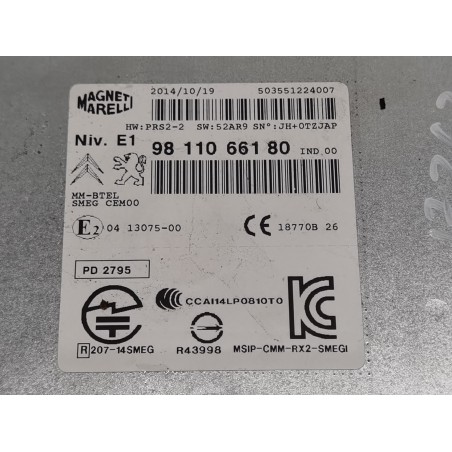 MAGNETI MARELLI
2014/10/19 503551224007
HW:PRS2-2 SW:52AR9 SN°:JH+0TZJAP
Niv. E1 98 110 661 80 IND 00
MM-BTEL
SMEG CEM00
E2 04 13075-00 CE 18770B 26
PD 2795
CCAI14LP0810T0
R 207-14SMEG R43998 MSIP-CMM-RX2-SMEGI